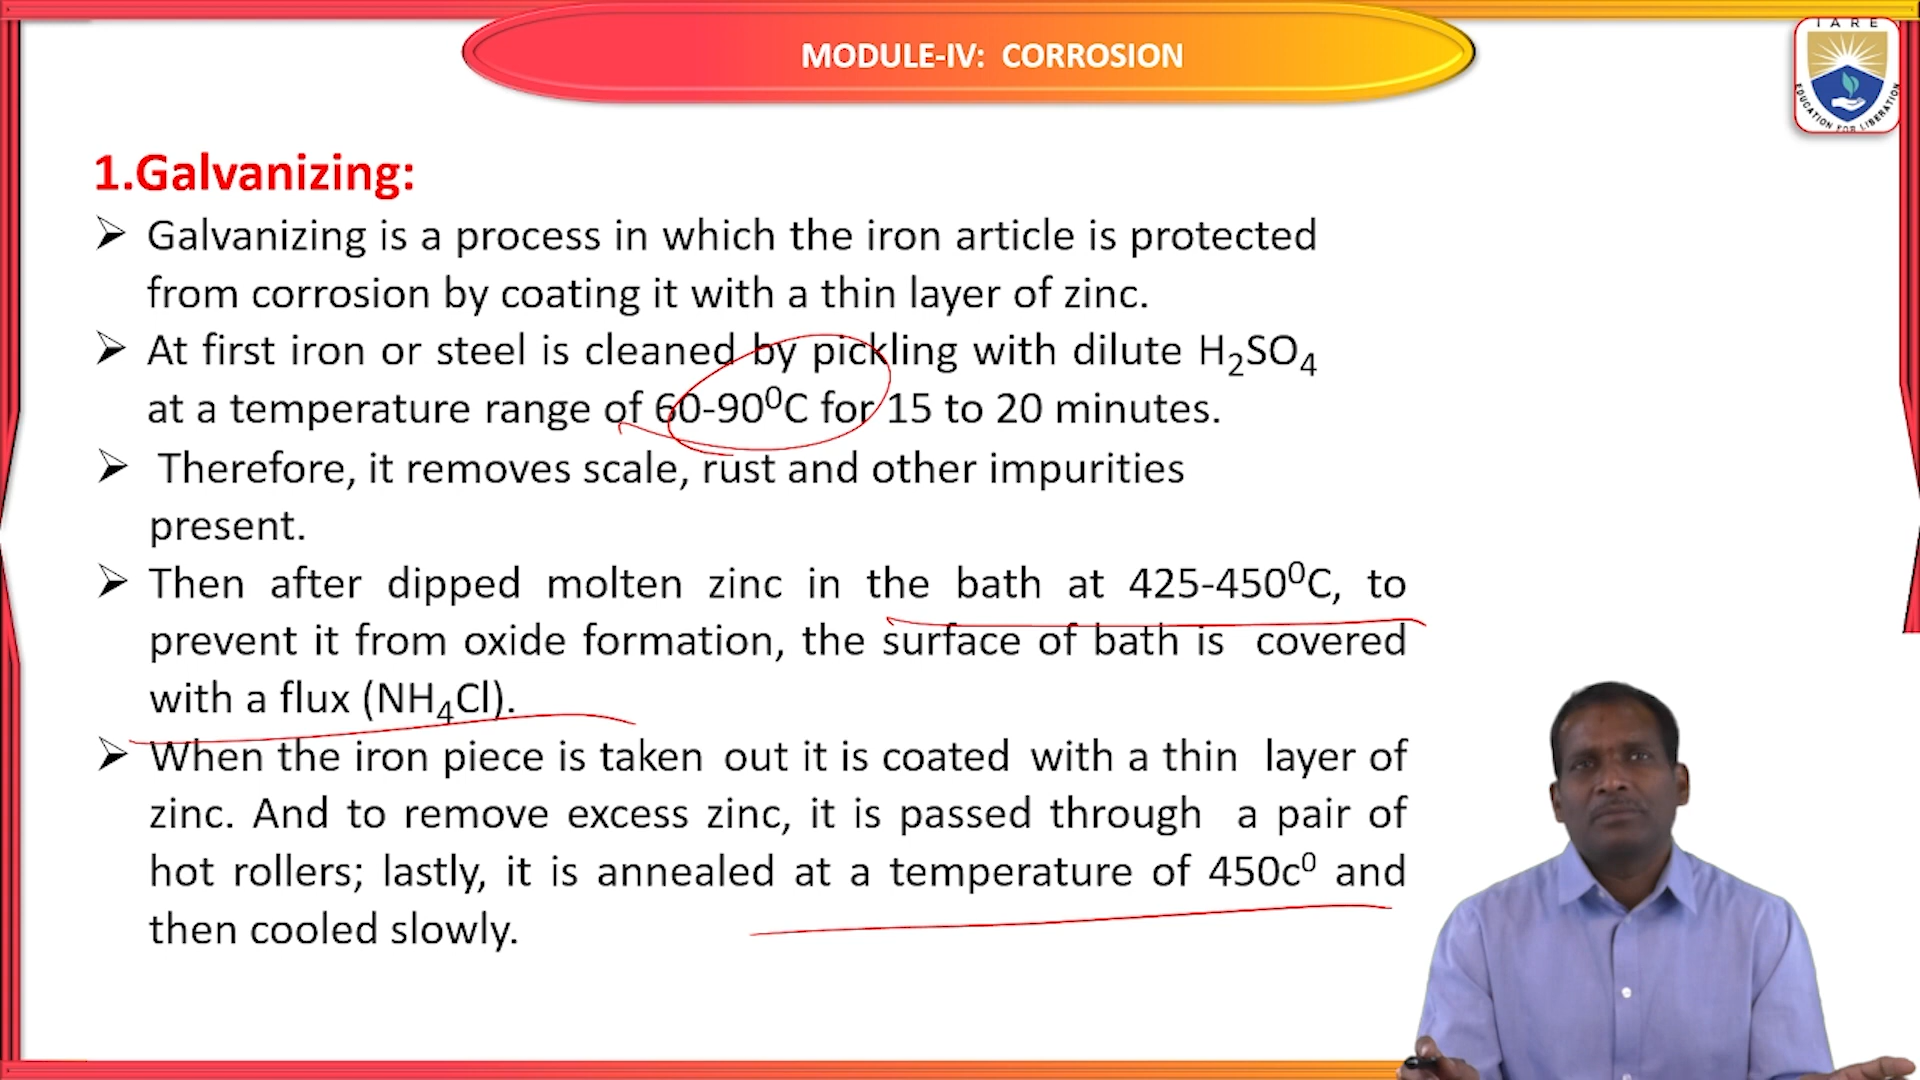 MODULE-IV: CORROSION
IARE
EDUCATION FOR LIBERATION
1.Galvanizing:
➢ Galvanizing is a process in which the iron article is protected
from corrosion by coating it with a thin layer of zinc.
➢ At first iron or steel is cleaned by pickling with dilute H₂SO₄
at a temperature range of 60-90⁰C for 15 to 20 minutes.
➢ Therefore, it removes scale, rust and other impurities
present.
➢ Then after dipped molten zinc in the bath at 425-450⁰C, to
prevent it from oxide formation, the surface of bath is covered
with a flux (NH₄Cl).
➢ When the iron piece is taken out it is coated with a thin layer of
zinc. And to remove excess zinc, it is passed through a pair of
hot rollers; lastly, it is annealed at a temperature of 450c⁰ and
then cooled slowly.